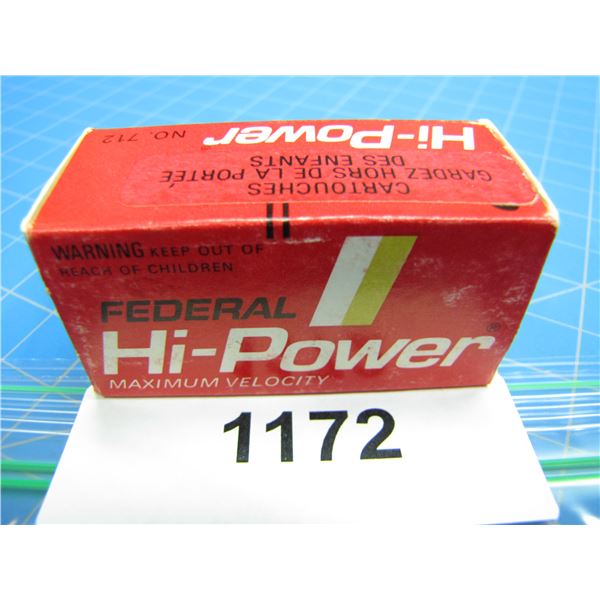 Hi-Power
NO. 712
CARTOUCHES
GARDEZ HORS DE LA PORTÉE
DES ENFANTS
WARNING KEEP OUT OF
REACH OF CHILDREN
FEDERAL
Hi-Power®
MAXIMUM VELOCITY
1172